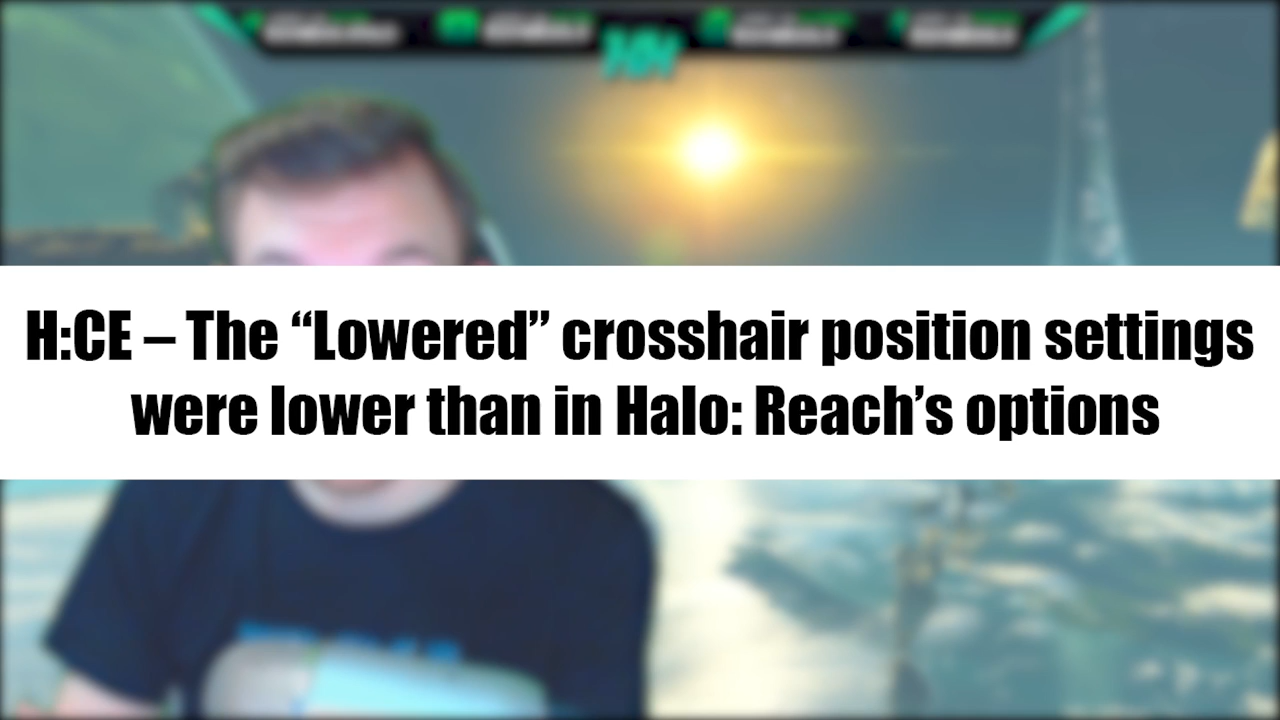 H:CE – The “Lowered” crosshair position settings
were lower than in Halo: Reach’s options